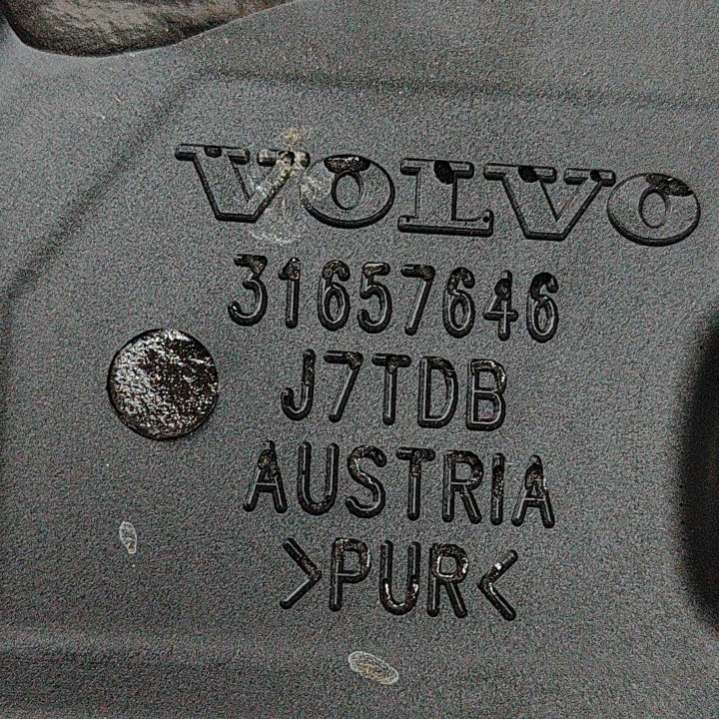 VOLVO
31657646
J7TDB
AUSTRIA
>PUR<